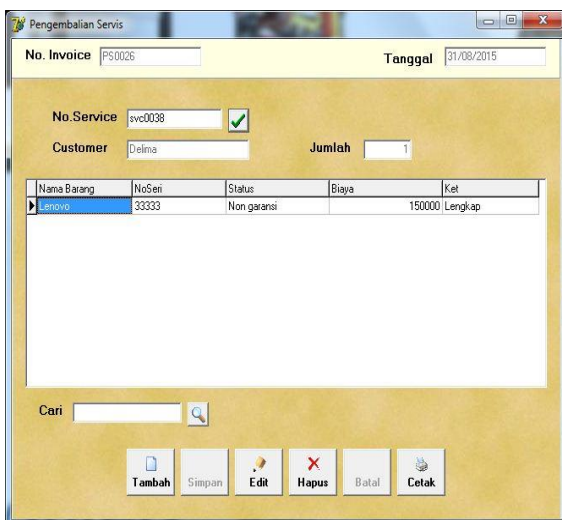 Pengembalian Servis
No. Invoice PS0026 Tanggal 31/08/2015
No.Service svc0038
Customer Delima Jumlah 1
Nama Barang NoSeri Status Biaya Ket
Lenovo 33333 Non garansi 150000 Lengkap
Cari
Tambah Simpan Edit Hapus Batal Cetak